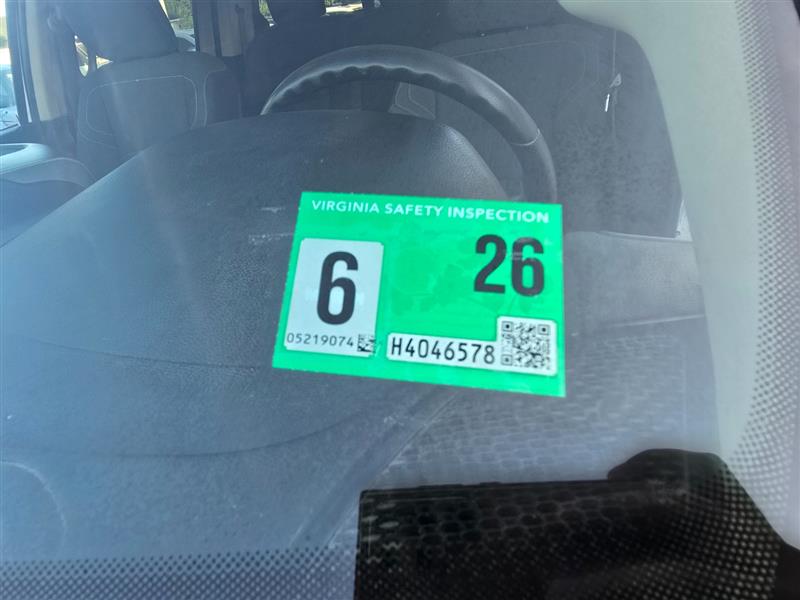 VIRGINIA SAFETY INSPECTION
6 26
05219074 H4046578